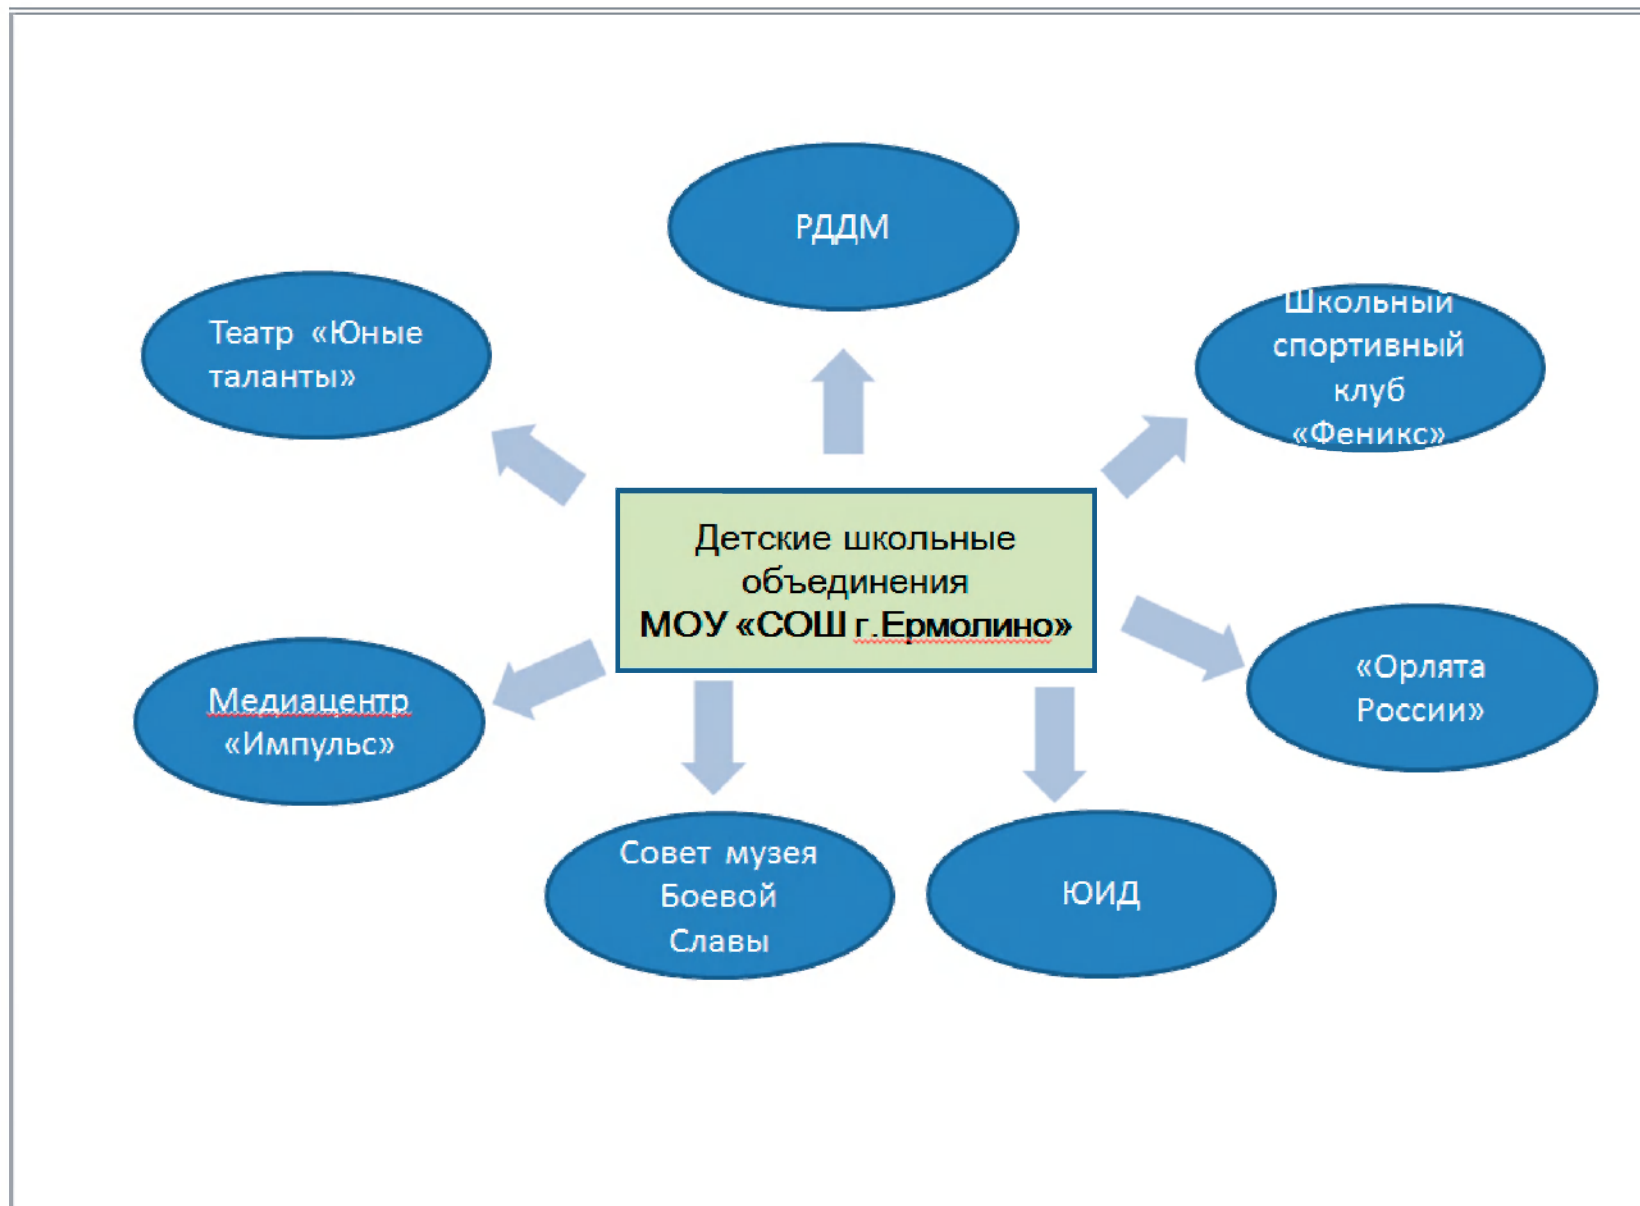 РДДМ
Театр «Юные
таланты»
Школьный
спортивный
клуб
«Феникс»
Детские школьные
объединения
МОУ «СОШ г.Ермолино»
«Орлята
России»
Медиацентр
«Импульс»
Совет музея
Боевой
Славы
ЮИД